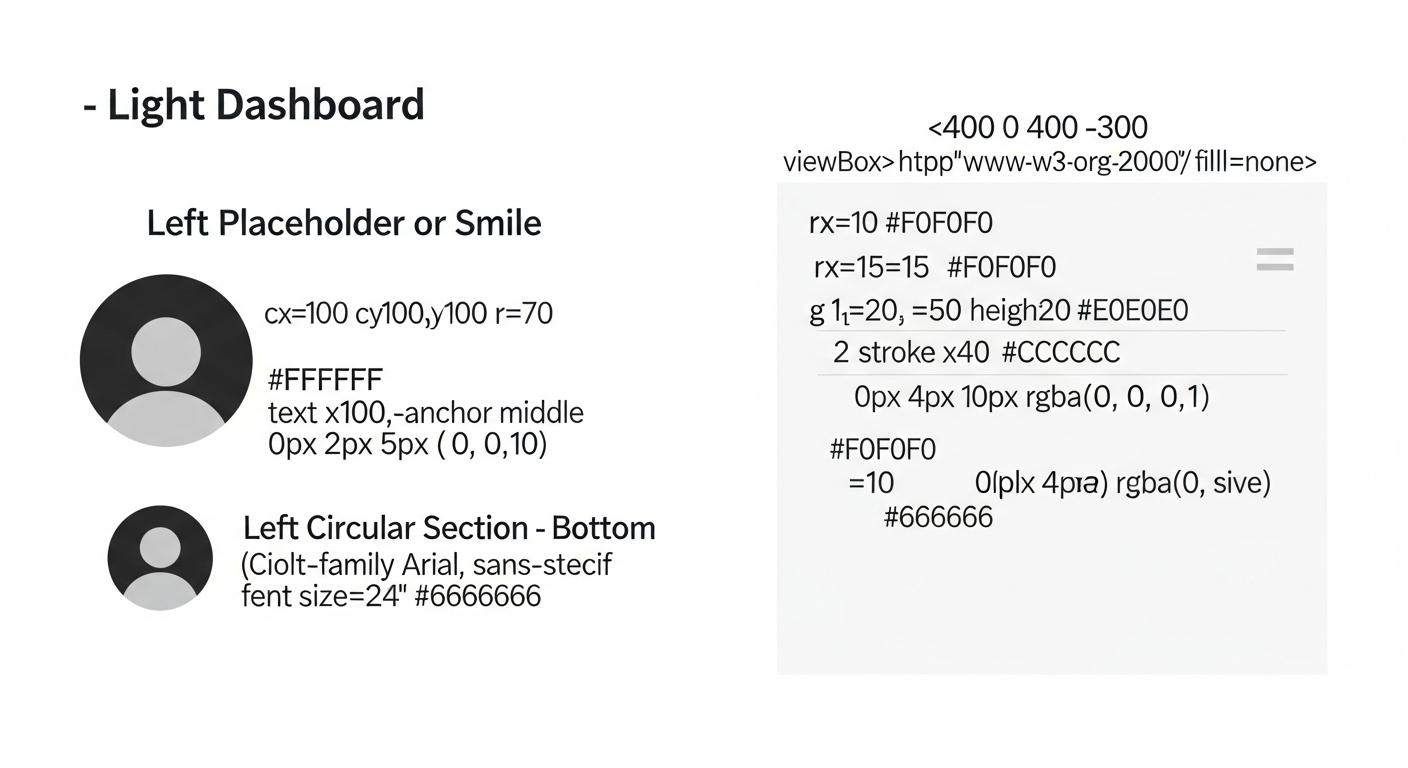 - Light Dashboard
Left Placeholder or Smile
cx=100 cy100,y100 r=70
#FFFFFF
text x100,-anchor middle
0px 2px 5px ( 0, 0,10)
Left Circular Section - Bottom
(Ciolt-family Arial, sans-stecif
fent size=24" #6666666
<400 0 400 -300
viewBox> htpp"www-w3-org-2000"/ filll=none>
rx=10 #F0F0F0
rx=15=15 #F0F0F0
g 1ι=20, =50 heigh20 #E0E0E0
2 stroke x40 #CCCCCC
0px 4px 10px rgba(0, 0, 0,1)
#F0F0F0
=10 0(plx 4pra) rgba(0, sive)
#666666